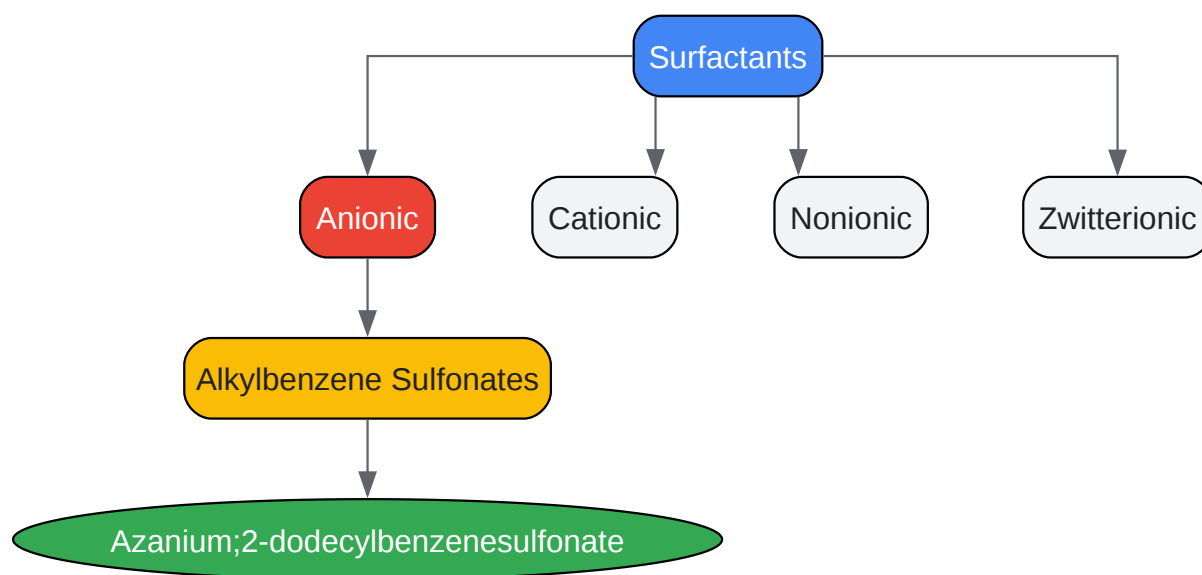 Surfactants
Anionic
Cationic
Nonionic
Zwitterionic
Alkylbenzene Sulfonates
Azanium;2-dodecylbenzenesulfonate